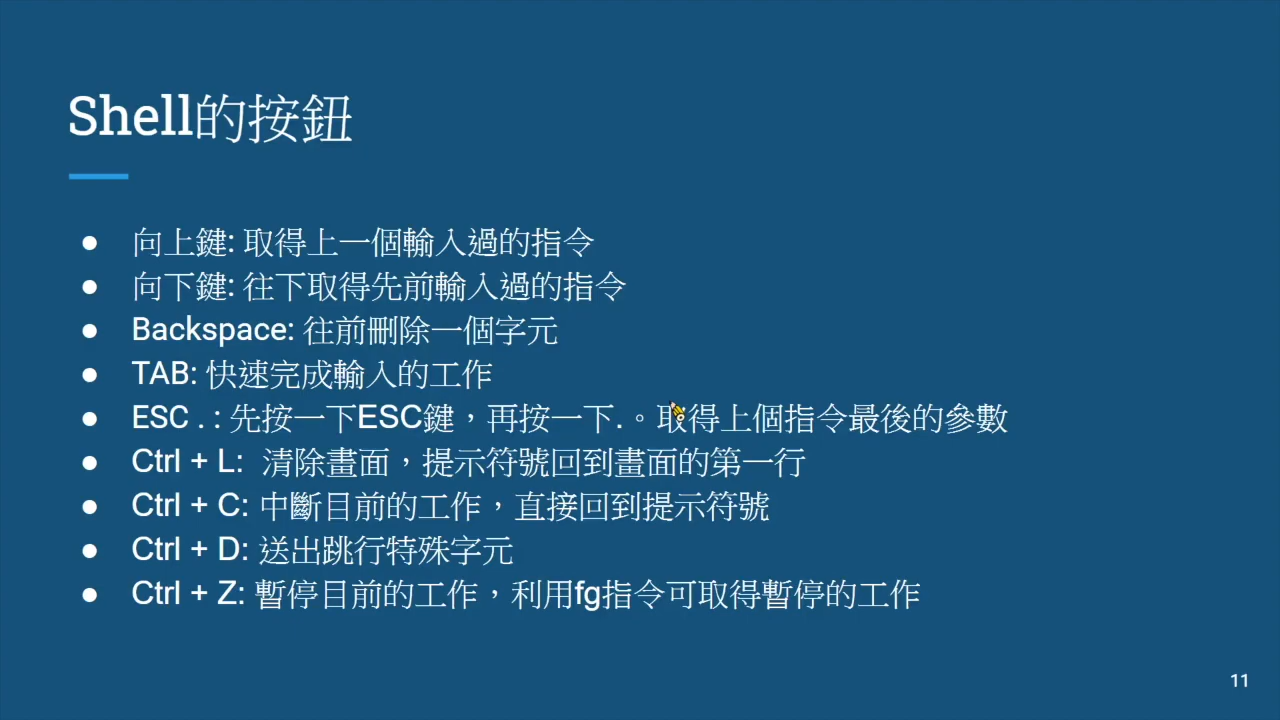 Shell的按鈕
● 向上鍵: 取得上一個輸入過的指令
● 向下鍵: 往下取得先前輸入過的指令
● Backspace: 往前刪除一個字元
● TAB: 快速完成輸入的工作
● ESC . : 先按一下ESC鍵，再按一下.。取得上個指令最後的參數
● Ctrl + L:  清除畫面，提示符號回到畫面的第一行
● Ctrl + C: 中斷目前的工作，直接回到提示符號
● Ctrl + D: 送出跳行特殊字元
● Ctrl + Z: 暫停目前的工作，利用fg指令可取得暫停的工作
11